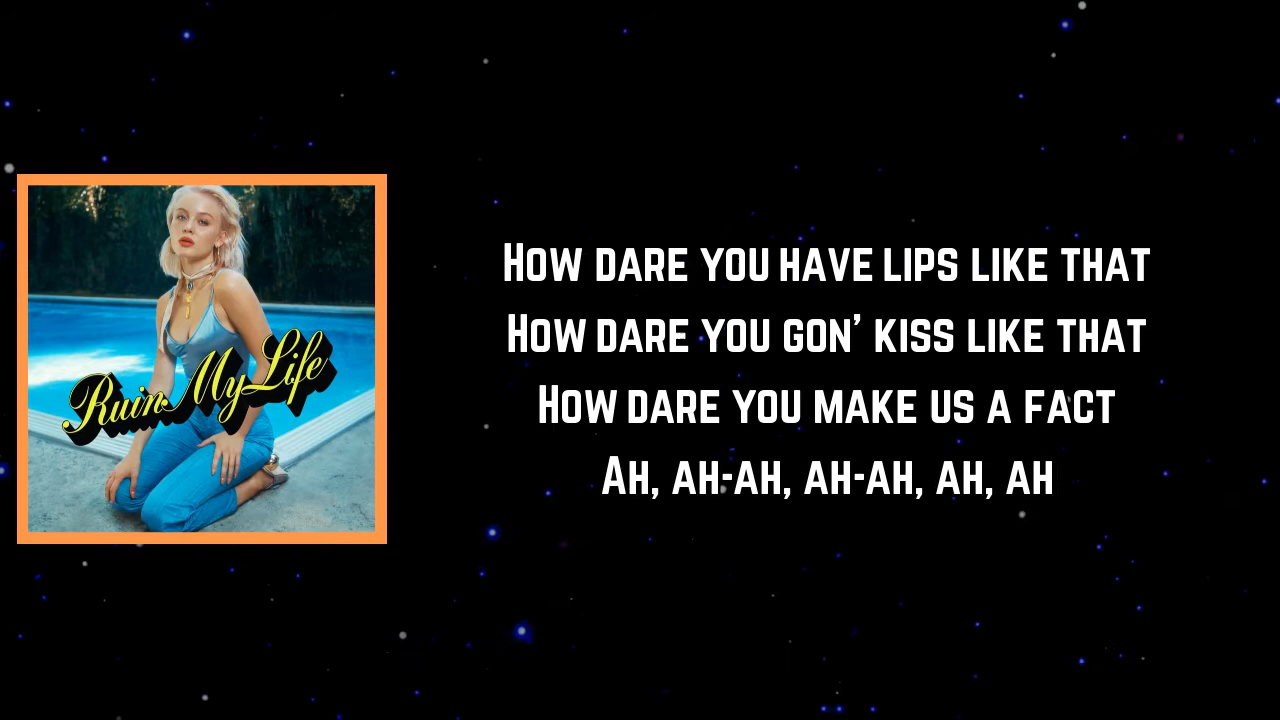 Ruin My Life
How dare you have lips like that
How dare you gon' kiss like that
How dare you make us a fact
Ah, ah-ah, ah-ah, ah, ah